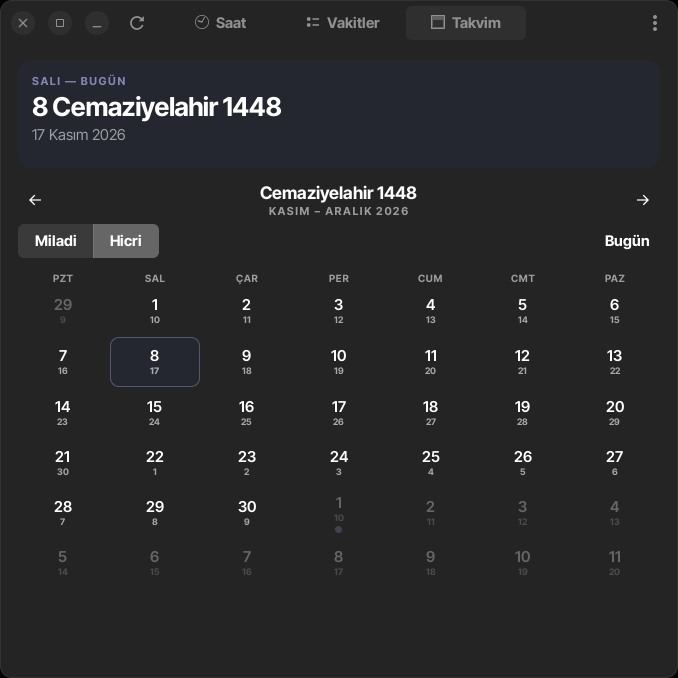 Saat Vakitler Takvim
SALI — BUGÜN
8 Cemaziyelahir 1448
17 Kasım 2026
Cemaziyelahir 1448
KASIM – ARALIK 2026
Miladi Hicri Bugün
PZT SAL ÇAR PER CUM CMT PAZ
29 1 2 3 4 5 6
9 10 11 12 13 14 15
7 8 9 10 11 12 13
16 17 18 19 20 21 22
14 15 16 17 18 19 20
23 24 25 26 27 28 29
21 22 23 24 25 26 27
30 1 2 3 4 5 6
28 29 30 1 2 3 4
7 8 9 10 11 12 13
5 6 7 8 9 10 11
14 15 16 17 18 19 20